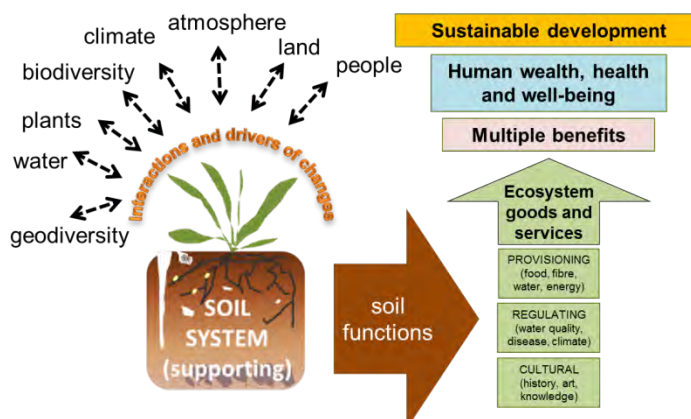 atmosphere
climate
land
biodiversity
people
plants
water
geodiversity
Interactions and drivers of changes
SOIL
SYSTEM
(supporting)
soil
functions
Sustainable development
Human wealth, health
and well-being
Multiple benefits
Ecosystem
goods and
services
PROVISIONING
(food, fibre,
water, energy)
REGULATING
(water quality,
disease, climate)
CULTURAL
(history, art,
knowledge)